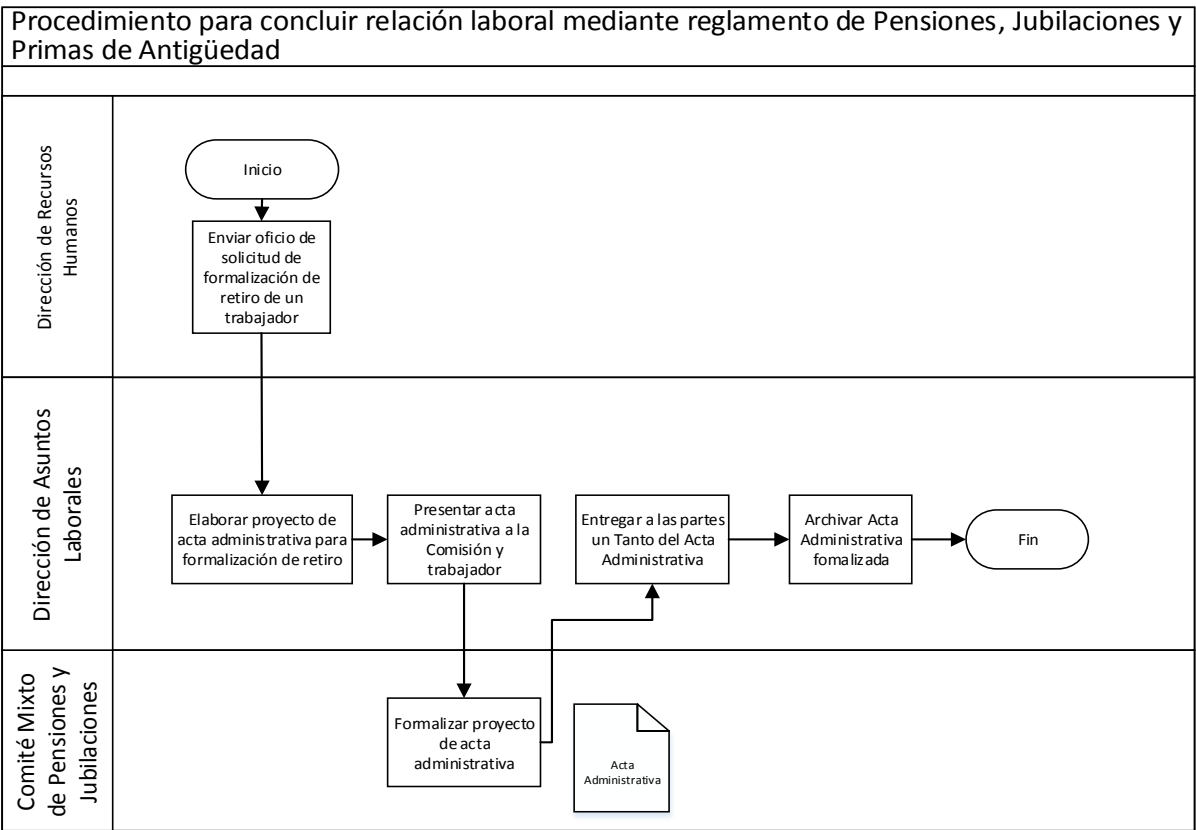 Procedimiento para concluir relación laboral mediante reglamento de Pensiones, Jubilaciones y
Primas de Antigüedad
Dirección de Recursos
Humanos
Inicio
Enviar oficio de
solicitud de
formalización de
retiro de un
trabajador
Dirección de Asuntos
Laborales
Elaborar proyecto de
acta administrativa para
formalización de retiro
Presentar acta
administrativa a la
Comisión y
trabajador
Entregar a las partes
un Tanto del Acta
Administrativa
Archivar Acta
Administrativa
fomalizada
Fin
Comité Mixto
de Pensiones y
Jubilaciones
Formalizar proyecto
de acta
administrativa
Acta
Administrativa